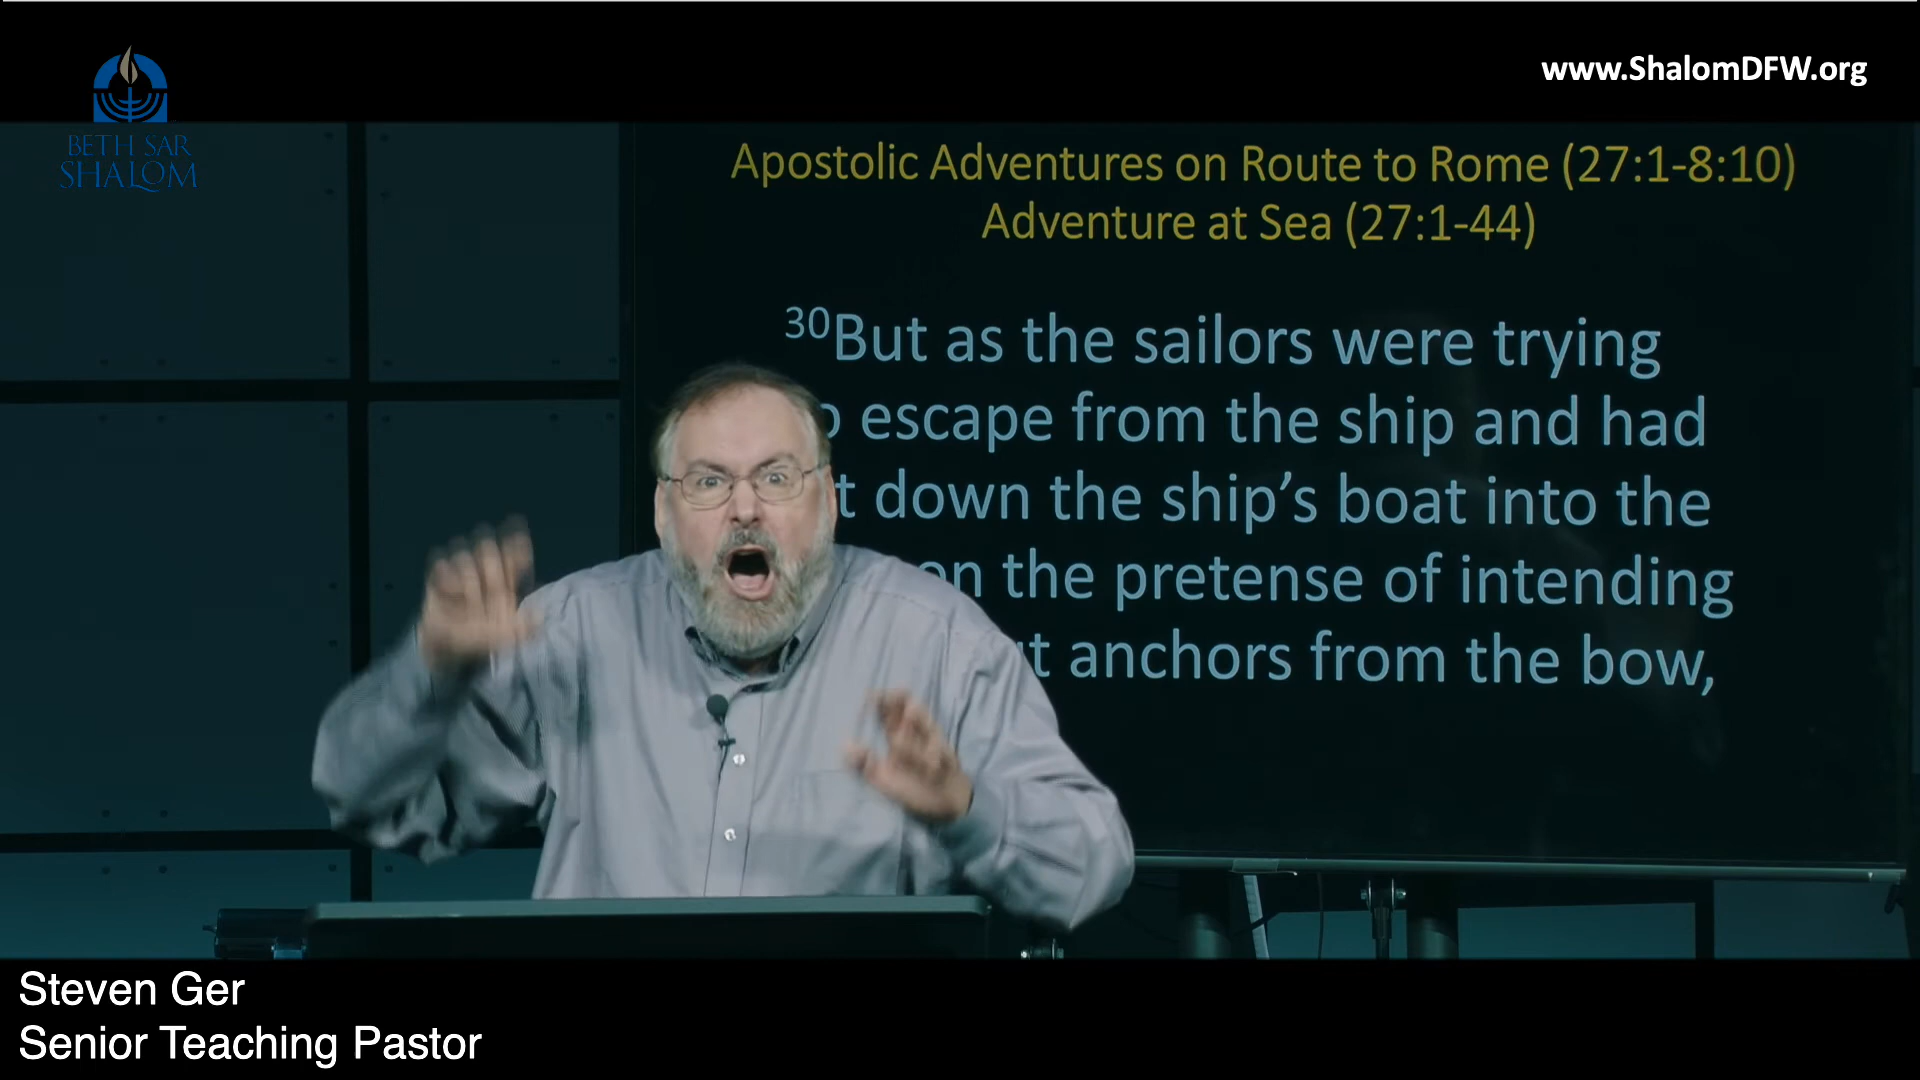 www.ShalomDFW.org
BETH SAR
SHALOM
Apostolic Adventures on Route to Rome (27:1-8:10)
Adventure at Sea (27:1-44)
30But as the sailors were trying
escape from the ship and had
down the ship’s boat into the
on the pretense of intending
anchors from the bow,
Steven Ger
Senior Teaching Pastor